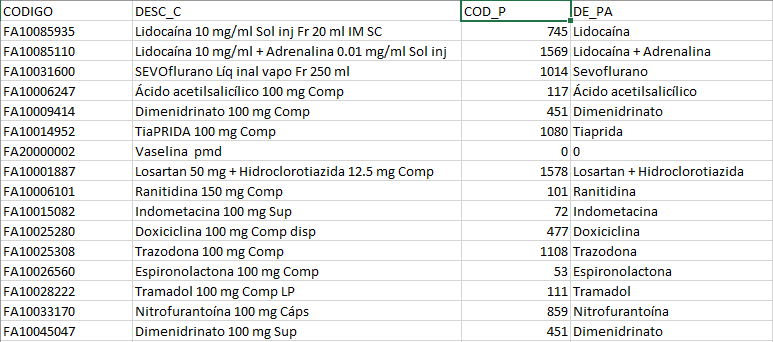 CODIGO DESC_C COD_P DE_PA
FA10085935 Lidocaína 10 mg/ml Sol inj Fr 20 ml IM SC 745 Lidocaína
FA10085110 Lidocaína 10 mg/ml + Adrenalina 0.01 mg/ml Sol inj 1569 Lidocaína + Adrenalina
FA10031600 SEVOflurano Líq inal vapo Fr 250 ml 1014 Sevoflurano
FA10006247 Ácido acetilsalicílico 100 mg Comp 117 Ácido acetilsalicílico
FA10009414 Dimenidrinato 100 mg Comp 451 Dimenidrinato
FA10014952 TiaPRIDA 100 mg Comp 1080 Tiaprida
FA20000002 Vaselina  pmd 0 0
FA10001887 Losartan 50 mg + Hidroclorotiazida 12.5 mg Comp 1578 Losartan + Hidroclorotiazida
FA10006101 Ranitidina 150 mg Comp 101 Ranitidina
FA10015082 Indometacina 100 mg Sup 72 Indometacina
FA10025280 Doxiciclina 100 mg Comp disp 477 Doxiciclina
FA10025308 Trazodona 100 mg Comp 1108 Trazodona
FA10026560 Espironolactona 100 mg Comp 53 Espironolactona
FA10028222 Tramadol 100 mg Comp LP 111 Tramadol
FA10033170 Nitrofurantoína 100 mg Cáps 859 Nitrofurantoína
FA10045047 Dimenidrinato 100 mg Sup 451 Dimenidrinato